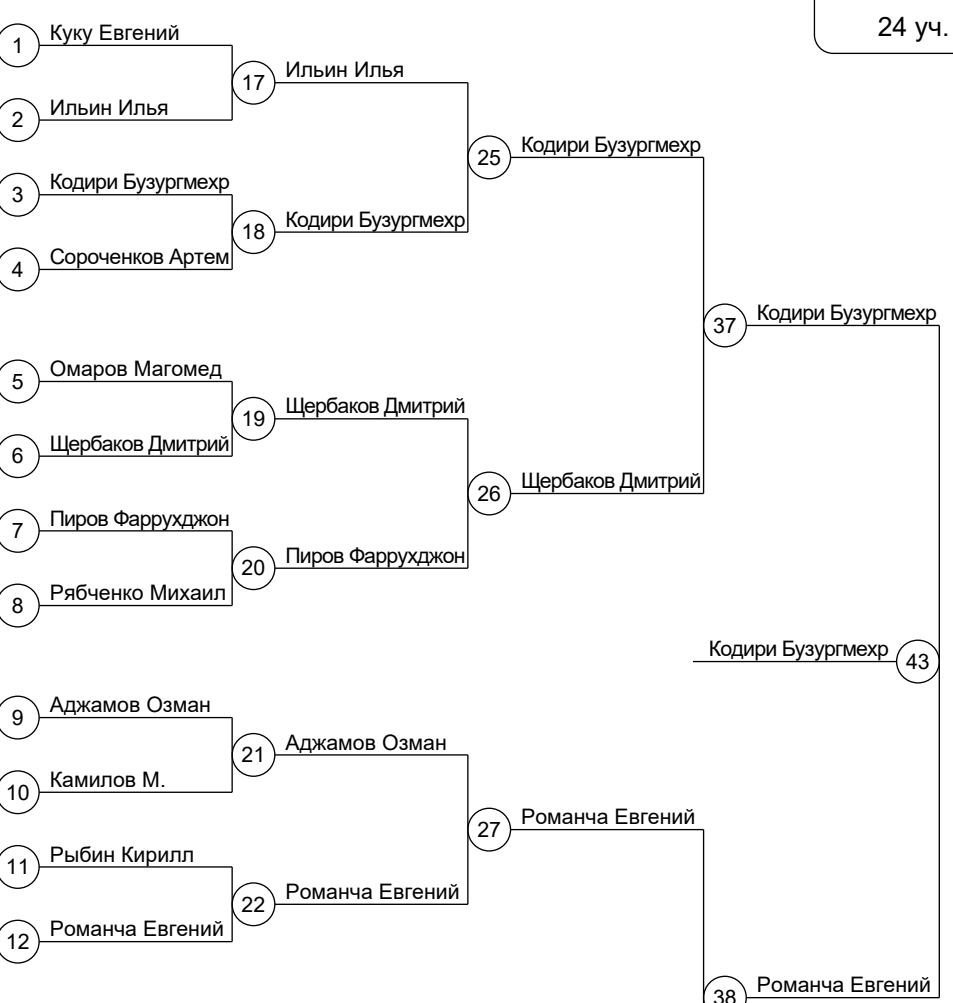 24 уч.
1 Куку Евгений
17 Ильин Илья
2 Ильин Илья
25 Кодири Бузургмехр
3 Кодири Бузургмехр
18 Кодири Бузургмехр
4 Сороченков Артем
37 Кодири Бузургмехр
5 Омаров Магомед
19 Щербаков Дмитрий
6 Щербаков Дмитрий
26 Щербаков Дмитрий
7 Пиров Фаррухджон
20 Пиров Фаррухджон
8 Рябченко Михаил
Кодири Бузургмехр 43
9 Аджамов Озман
21 Аджамов Озман
10 Камилов М.
27 Романча Евгений
11 Рыбин Кирилл
22 Романча Евгений
12 Романча Евгений
38 Романча Евгений